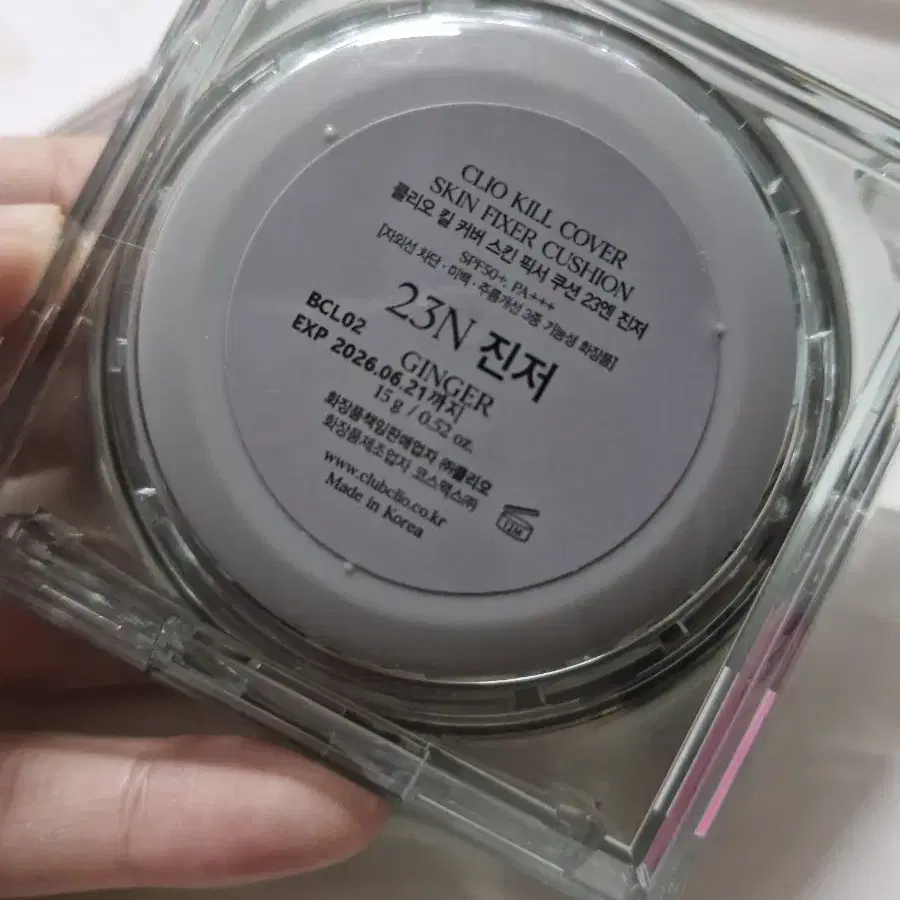 CLIO KILL COVER
SKIN FIXER CUSHION
클리오 킬 커버 스킨 픽서 쿠션 23엔 진저
SPF50+, PA+++
[자외선 차단 · 미백 · 주름개선 3중 기능성 화장품]
23N 진저
GINGER
BCL02
EXP 2026.06.21까지
15 g / 0.52 oz.
화장품책임판매업자 ㈜클리오
화장품제조업자 코스맥스㈜
www.clubclio.co.kr
Made in Korea
12M